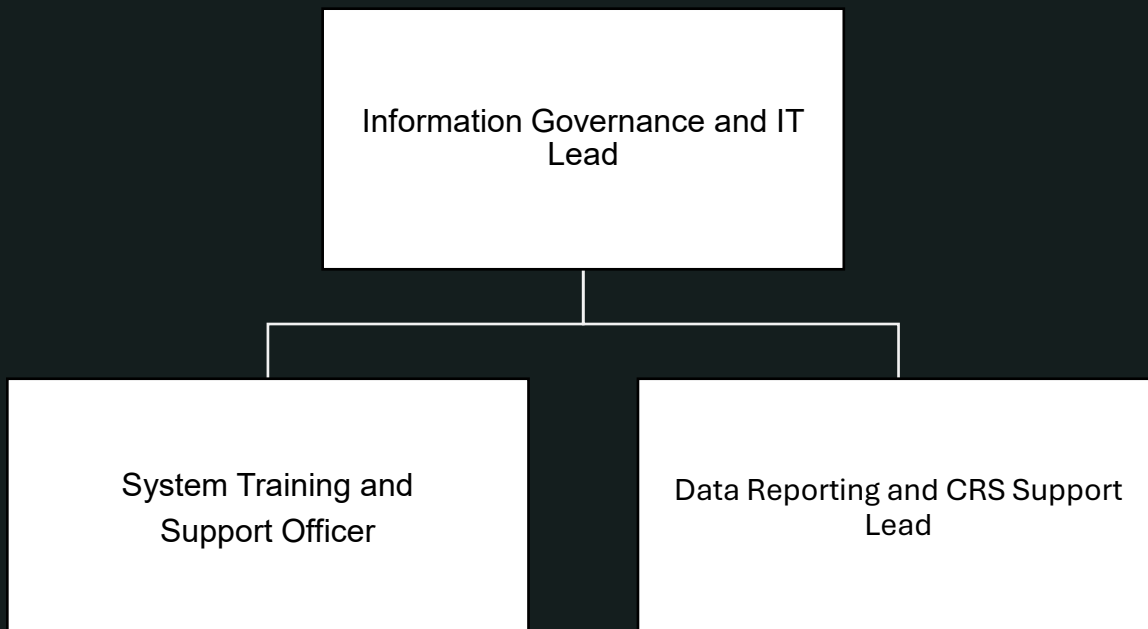 Information Governance and IT
Lead
System Training and
Support Officer
Data Reporting and CRS Support
Lead